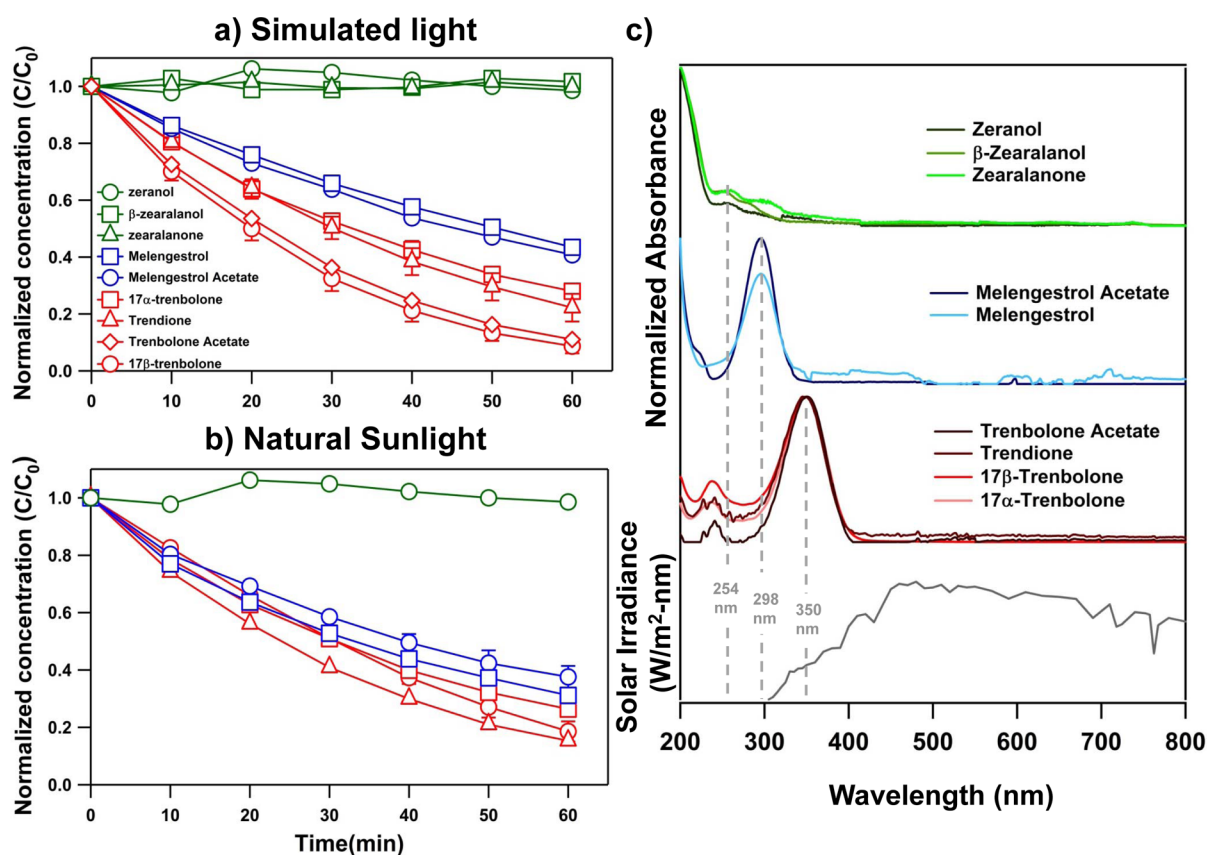 a) Simulated light
Normalized concentration (C/C₀)
1.0
0.8
0.6
0.4
0.2
0.0
zeranol
β-zearalanol
zearalanone
Melengestrol
Melengestrol Acetate
17α-trenbolone
Trendione
Trenbolone Acetate
17β-trenbolone
0 10 20 30 40 50 60
b) Natural Sunlight
Normalized concentration (C/C₀)
1.0
0.8
0.6
0.4
0.2
0.0
0 10 20 30 40 50 60
Time(min)
c)
Normalized Absorbance
Zeranol
β-Zearalanol
Zearalanone
Melengestrol Acetate
Melengestrol
Trenbolone Acetate
Trendione
17β-Trenbolone
17α-Trenbolone
Solar Irradiance
(W/m²-nm)
254
nm
298
nm
350
nm
200 300 400 500 600 700 800
Wavelength (nm)